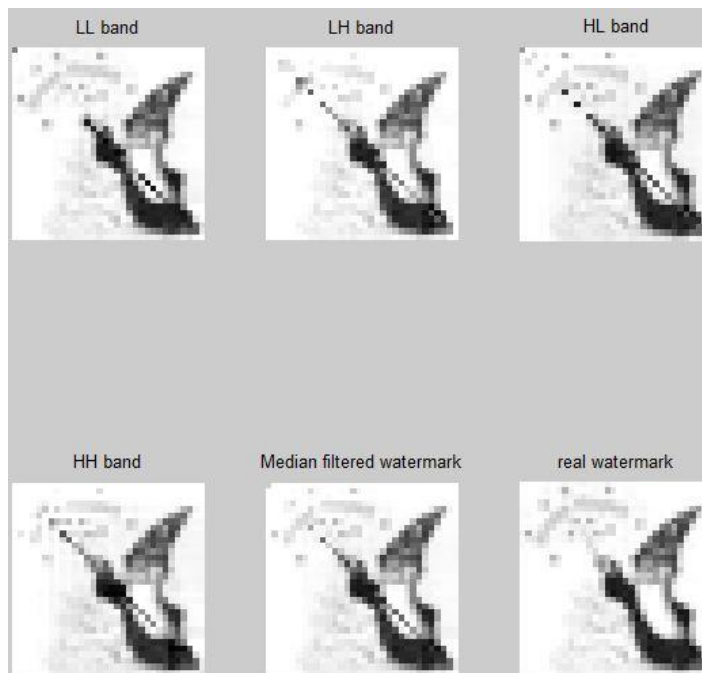 LL band
LH band
HL band
HH band
Median filtered watermark
real watermark